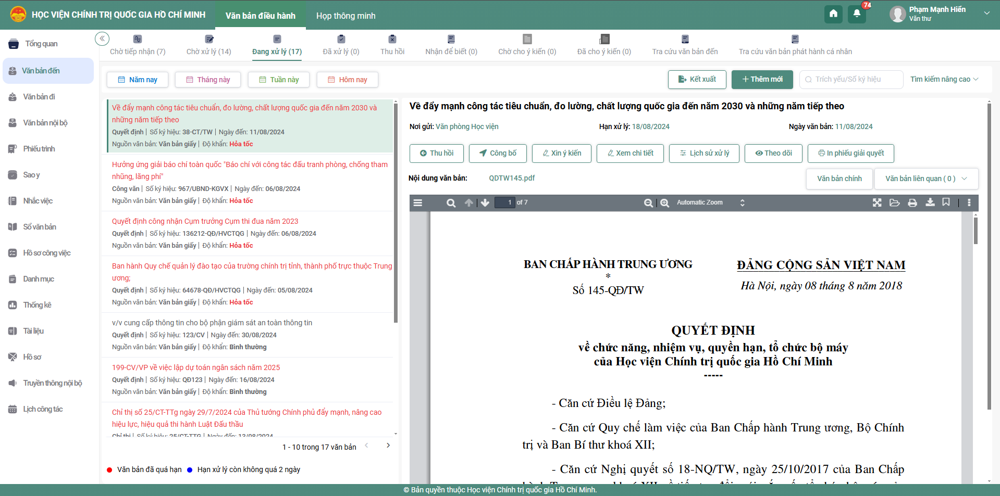 HỌC VIỆN CHÍNH TRỊ QUỐC GIA HỒ CHÍ MINH
Văn bản điều hành
Họp thông minh
74
Phạm Mạnh Hiển
Văn thư
Tổng quan
Văn bản đến
Văn bản đi
Văn bản nội bộ
Phiếu trình
Sao y
Nhắc việc
Sổ văn bản
Hồ sơ công việc
Danh mục
Thống kê
Tài liệu
Hồ sơ
Truyền thông nội bộ
Lịch công tác
Chờ tiếp nhận (7)
Chờ xử lý (14)
Đang xử lý (17)
Đã xử lý (0)
Thu hồi
Nhận để biết (0)
Chờ cho ý kiến (0)
Đã cho ý kiến (0)
Tra cứu văn bản đến
Tra cứu văn bản phát hành cá nhân
Năm nay
Tháng này
Tuần này
Hôm nay
Kết xuất
+ Thêm mới
Trích yếu/Số ký hiệu
Tìm kiếm nâng cao
Về đẩy mạnh công tác tiêu chuẩn, đo lường, chất lượng quốc gia đến năm 2030 và
những năm tiếp theo
Quyết định | Số ký hiệu: 38-CT/TW | Ngày đến: 11/08/2024
Nguồn văn bản: Văn bản giấy | Độ khẩn: Hỏa tốc
Hưởng ứng giải báo chí toàn quốc "Báo chí với công tác đấu tranh phòng, chống tham
nhũng, lãng phí"
Công văn | Số ký hiệu: 967/UBND-KGVX | Ngày đến: 06/08/2024
Nguồn văn bản: Văn bản giấy | Độ khẩn: Hỏa tốc
Quyết định công nhận Cụm trưởng Cụm thi đua năm 2023
Quyết định | Số ký hiệu: 136212-QĐ/HVCTQG | Ngày đến: 06/08/2024
Nguồn văn bản: Văn bản giấy | Độ khẩn: Hỏa tốc
Ban hành Quy chế quản lý đào tạo của trường chính trị tỉnh, thành phố trực thuộc Trung
ương;
Quyết định | Số ký hiệu: 64678-QĐ/HVCTQG | Ngày đến: 05/08/2024
Nguồn văn bản: Văn bản giấy | Độ khẩn: Hỏa tốc
v/v cung cấp thông tin cho bộ phận giám sát an toàn thông tin
Quyết định | Số ký hiệu: 123/CV | Ngày đến: 30/08/2024
Nguồn văn bản: Văn bản giấy | Độ khẩn: Bình thường
199-CV/VP về việc lập dự toán ngân sách năm 2025
Quyết định | Số ký hiệu: QĐ123 | Ngày đến: 16/08/2024
Nguồn văn bản: Văn bản giấy | Độ khẩn: Bình thường
Chỉ thị số 25/CT-TTg ngày 29/7/2024 của Thủ tướng Chính phủ đẩy mạnh, nâng cao
hiệu lực, hiệu quả thi hành Luật Đấu thầu
Chỉ thị | Số ký hiệu: 25/CT-TTG | Ngày đến: 13/08/2024
1 - 10 trong 17 văn bản
Văn bản đã quá hạn
Hạn xử lý còn không quá 2 ngày
Về đẩy mạnh công tác tiêu chuẩn, đo lường, chất lượng quốc gia đến năm 2030 và những năm tiếp theo
Nơi gửi: Văn phòng Học viện
Hạn xử lý: 18/08/2024
Ngày văn bản: 11/08/2024
Thu hồi
Công bố
Xin ý kiến
Xem chi tiết
Lịch sử xử lý
Theo dõi
In phiếu giải quyết
Nội dung văn bản:
QDTW145.pdf
Văn bản chính
Văn bản liên quan ( 0 )
1 of 7
Automatic Zoom
BAN CHẤP HÀNH TRUNG ƯƠNG
*
Số 145-QĐ/TW
ĐẢNG CỘNG SẢN VIỆT NAM
Hà Nội, ngày 08 tháng 8 năm 2018
QUYẾT ĐỊNH
về chức năng, nhiệm vụ, quyền hạn, tổ chức bộ máy
của Học viện Chính trị quốc gia Hồ Chí Minh
-----
- Căn cứ Điều lệ Đảng;
- Căn cứ Quy chế làm việc của Ban Chấp hành Trung ương, Bộ Chính
trị và Ban Bí thư khoá XII;
- Căn cứ Nghị quyết số 18-NQ/TW, ngày 25/10/2017 của Ban Chấp
© Bản quyền thuộc Học viện Chính trị quốc gia Hồ Chí Minh.